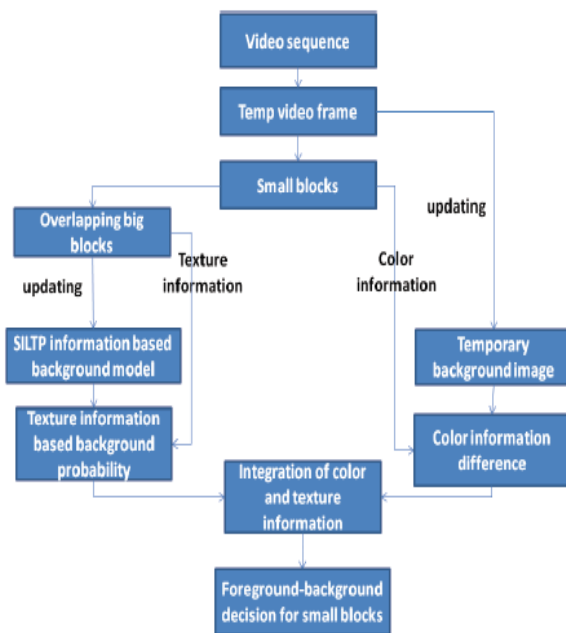 Video sequence
Temp video frame
Small blocks
updating
Overlapping big
blocks
Texture
information
Color
information
updating
SILTP information based
background model
Temporary
background image
Texture information
based background
probability
Color information
difference
Integration of color
and texture
information
Foreground-background
decision for small blocks